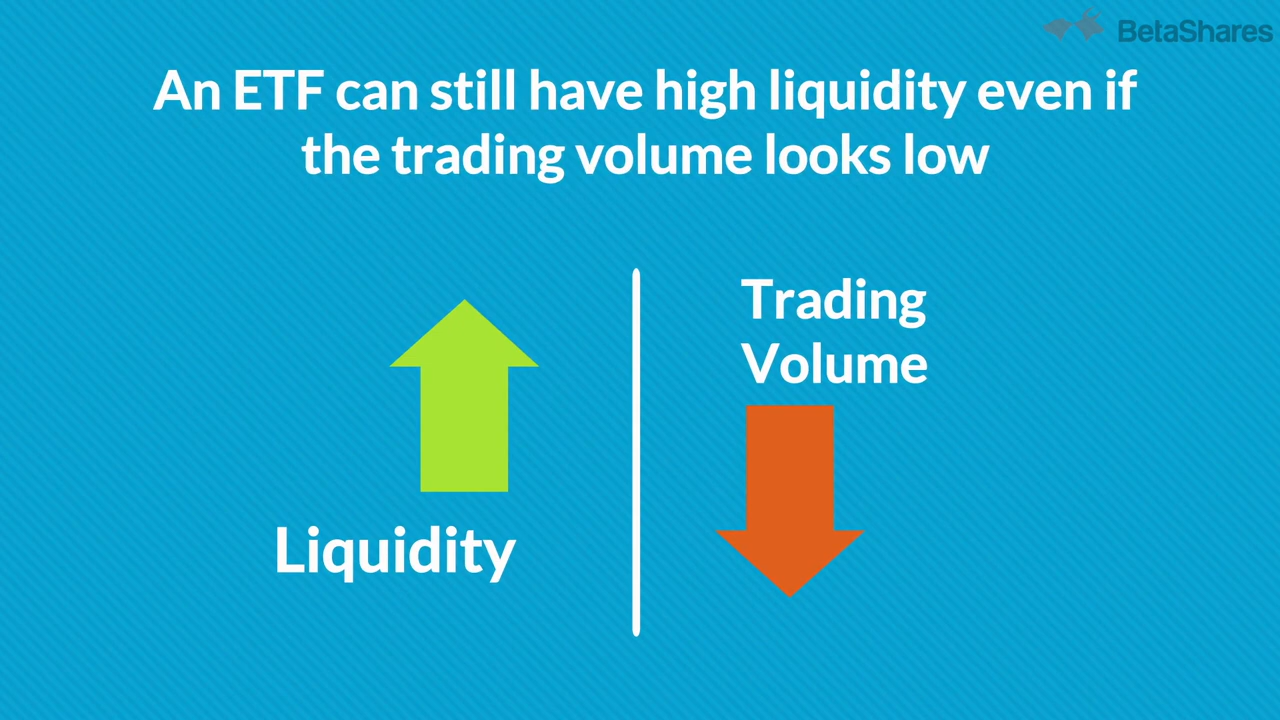 BetaShares
An ETF can still have high liquidity even if
the trading volume looks low
Liquidity
Trading
Volume